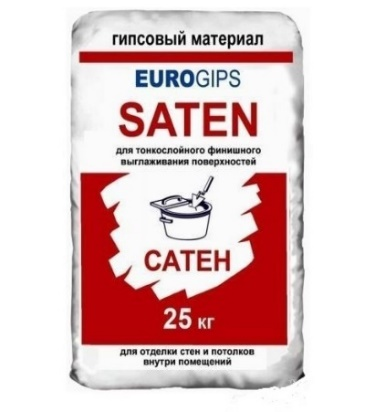 гипсовый материал
EUROGIPS
SATEN
для тонкослойного финишного
выглаживания поверхностей
САТЕН
25 кг
для отделки стен и потолков
внутри помещений